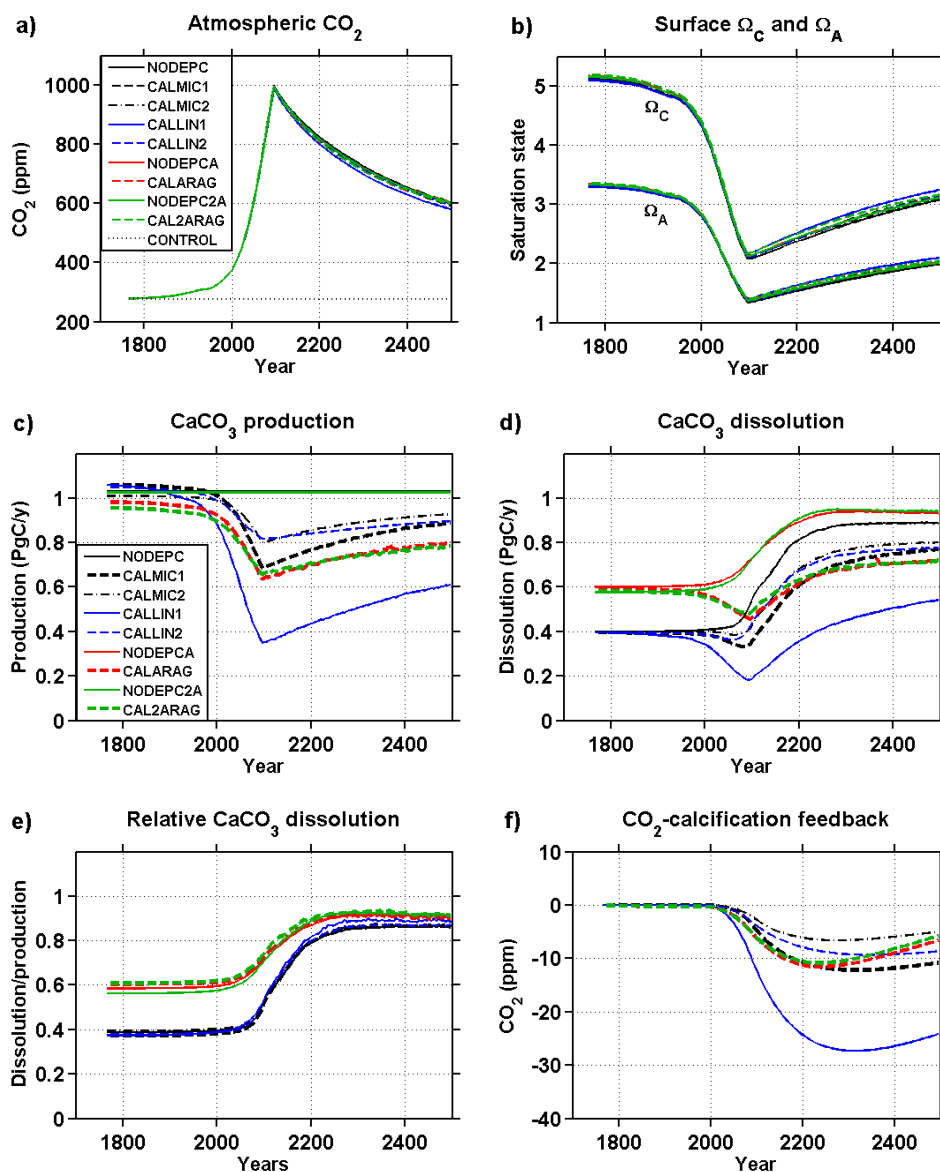 a) Atmospheric CO2
CO2 (ppm)
1000
800
600
400
200
NODEPC
CALMIC1
CALMIC2
CALLIN1
CALLIN2
NODEPCA
CALARAG
NODEPC2A
CAL2ARAG
CONTROL
1800 2000 2200 2400
Year
b) Surface ΩC and ΩA
Saturation state
5
4
3
2
1
ΩC
ΩA
1800 2000 2200 2400
Year
c) CaCO3 production
Production (PgC/y)
1
0.8
0.6
0.4
0.2
0
NODEPC
CALMIC1
CALMIC2
CALLIN1
CALLIN2
NODEPCA
CALARAG
NODEPC2A
CAL2ARAG
1800 2000 2200 2400
Year
d) CaCO3 dissolution
Dissolution (PgC/y)
1
0.8
0.6
0.4
0.2
0
1800 2000 2200 2400
Year
e) Relative CaCO3 dissolution
Dissolution/production
1
0.8
0.6
0.4
0.2
0
1800 2000 2200 2400
Years
f) CO2-calcification feedback
CO2 (ppm)
10
0
-10
-20
-30
-40
1800 2000 2200 2400
Year